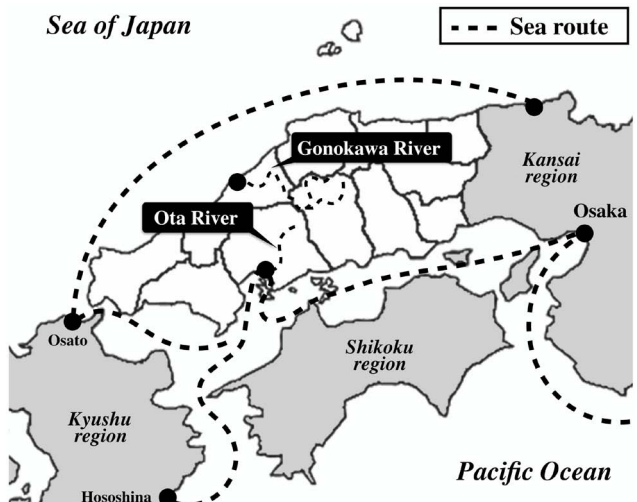 Sea of Japan
Sea route
Gonokawa River
Kansai
region
Ota River
Osaka
Osato
Shikoku
region
Kyushu
region
Pacific Ocean
Hososhina